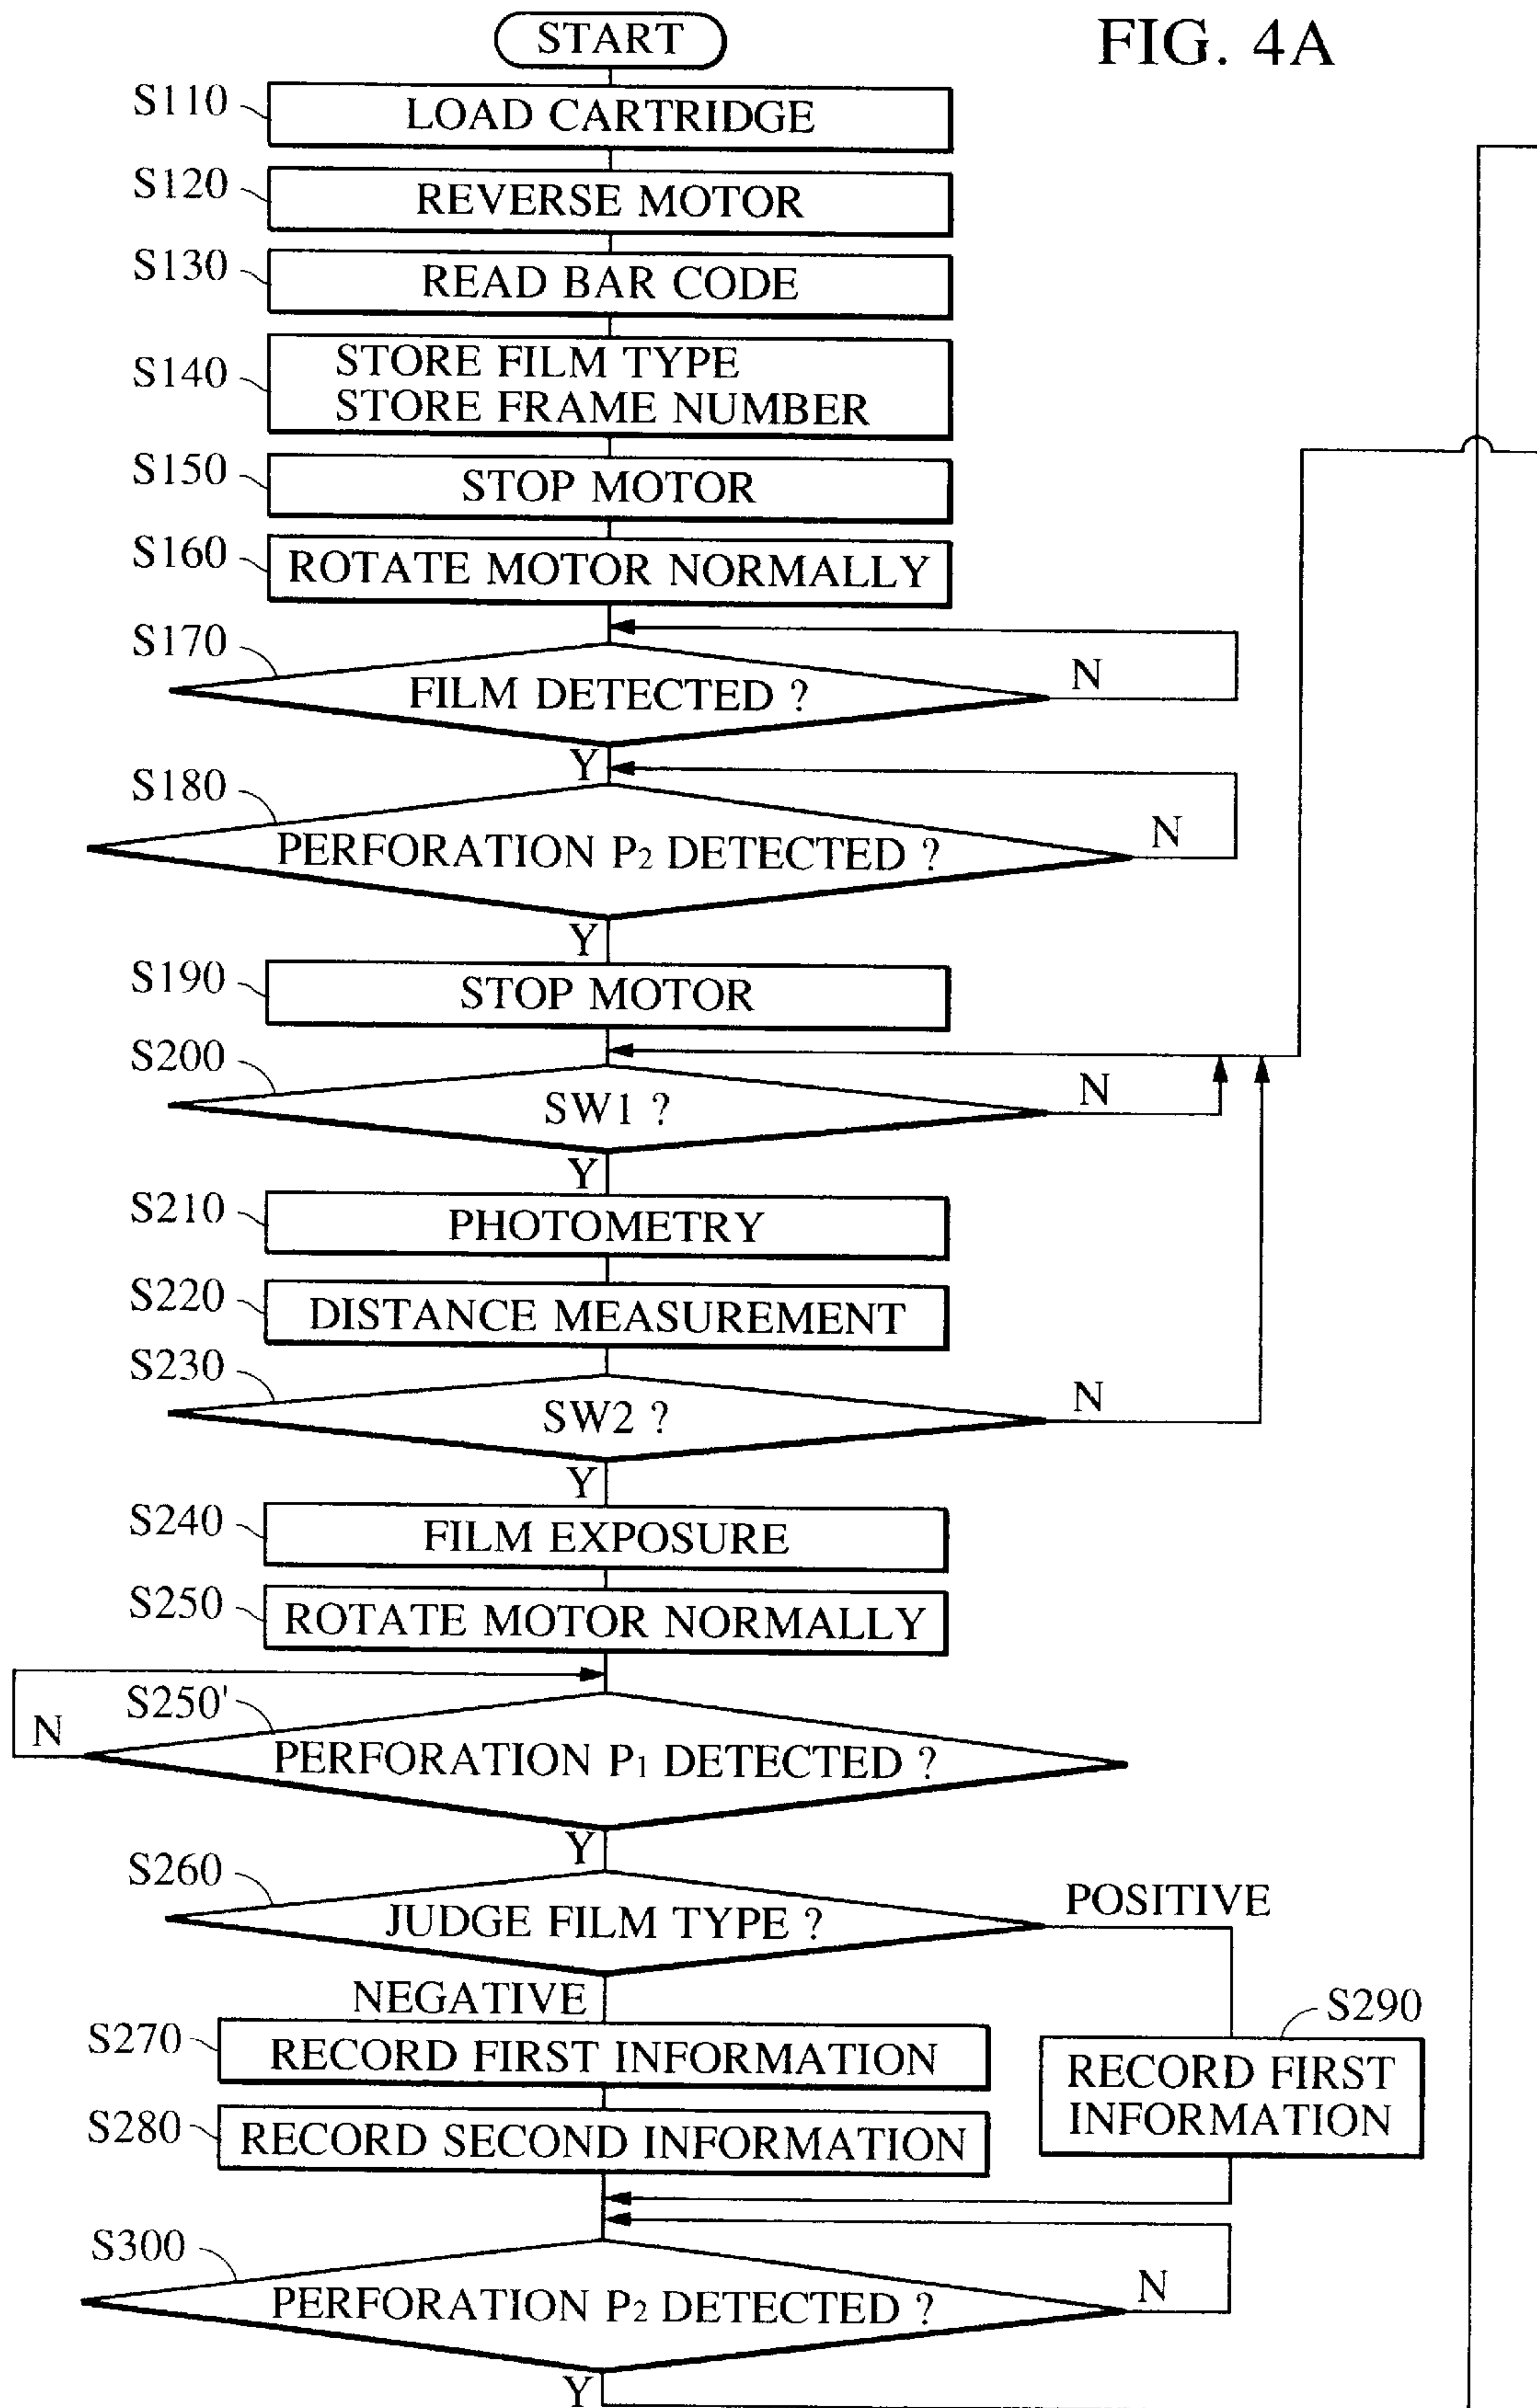 START
FIG. 4A
S110
LOAD CARTRIDGE
S120
REVERSE MOTOR
S130
READ BAR CODE
S140
STORE FILM TYPE
STORE FRAME NUMBER
S150
STOP MOTOR
S160
ROTATE MOTOR NORMALLY
S170
FILM DETECTED ?
N
Y
S180
PERFORATION P2 DETECTED ?
N
Y
S190
STOP MOTOR
S200
SW1 ?
N
Y
S210
PHOTOMETRY
S220
DISTANCE MEASUREMENT
S230
SW2 ?
N
Y
S240
FILM EXPOSURE
S250
ROTATE MOTOR NORMALLY
S250'
N
PERFORATION P1 DETECTED ?
Y
S260
JUDGE FILM TYPE ?
POSITIVE
NEGATIVE
S270
RECORD FIRST INFORMATION
S290
RECORD FIRST
INFORMATION
S280
RECORD SECOND INFORMATION
S300
PERFORATION P2 DETECTED ?
N
Y